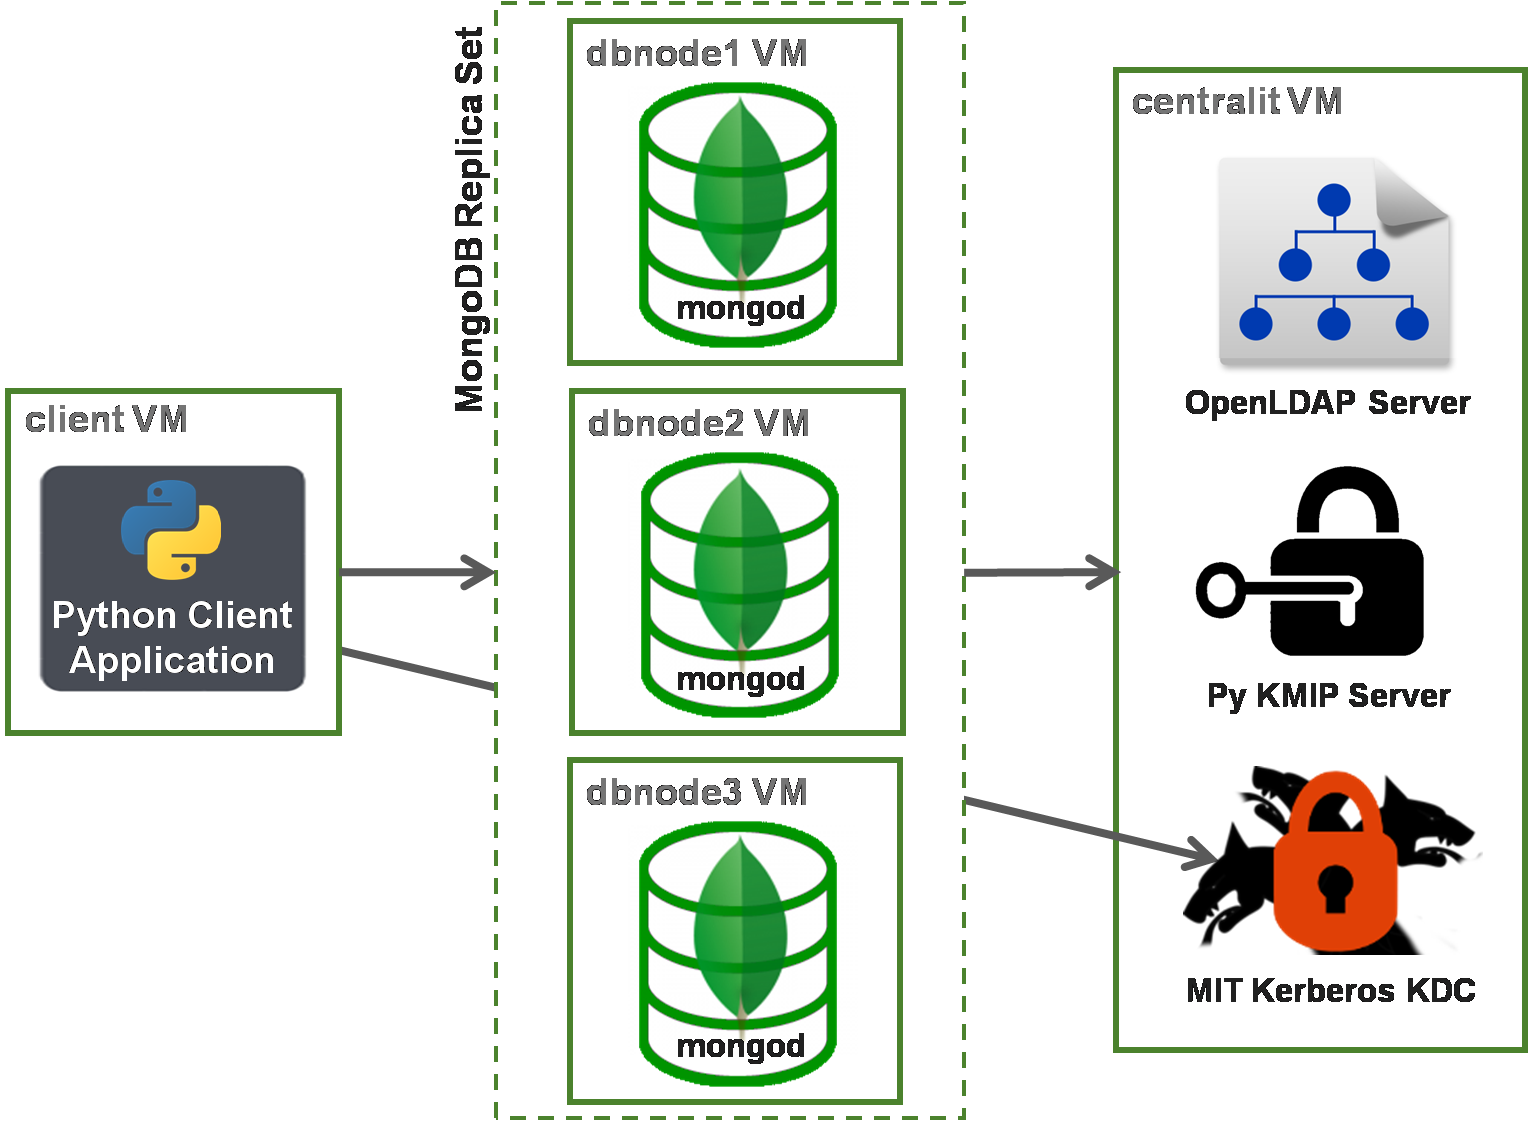 client VM
Python Client
Application
MongoDB Replica Set
dbnode1 VM
mongod
dbnode2 VM
mongod
dbnode3 VM
mongod
centralit VM
OpenLDAP Server
Py KMIP Server
MIT Kerberos KDC